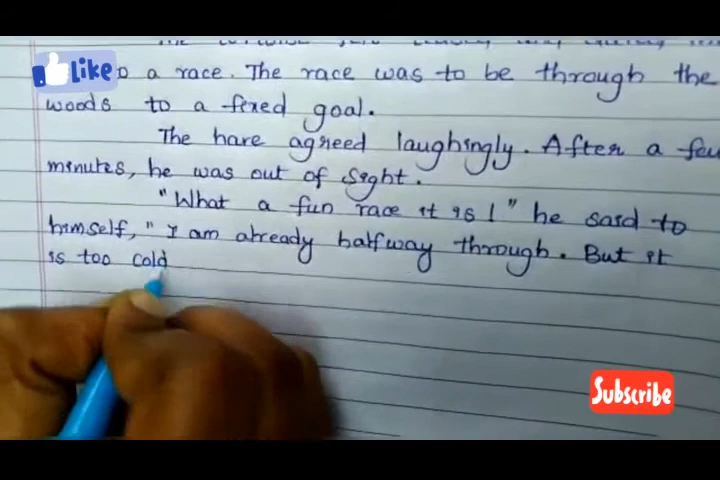 Like
to a race. The race was to be through the
woods to a fixed goal.
The hare agreed laughingly. After a few
minutes, he was out of sight.
"What a fun race it is! " he said to
himself, " I am already halfway through. But it
is too cold
Subscribe